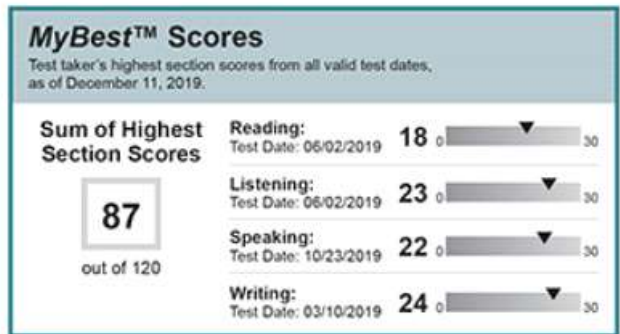 MyBest™ Scores
Test taker's highest section scores from all valid test dates,
as of December 11, 2019.
Sum of Highest
Section Scores
87
out of 120
Reading:
Test Date: 06/02/2019
18 0 30
Listening:
Test Date: 06/02/2019
23 0 30
Speaking:
Test Date: 10/23/2019
22 0 30
Writing:
Test Date: 03/10/2019
24 0 30